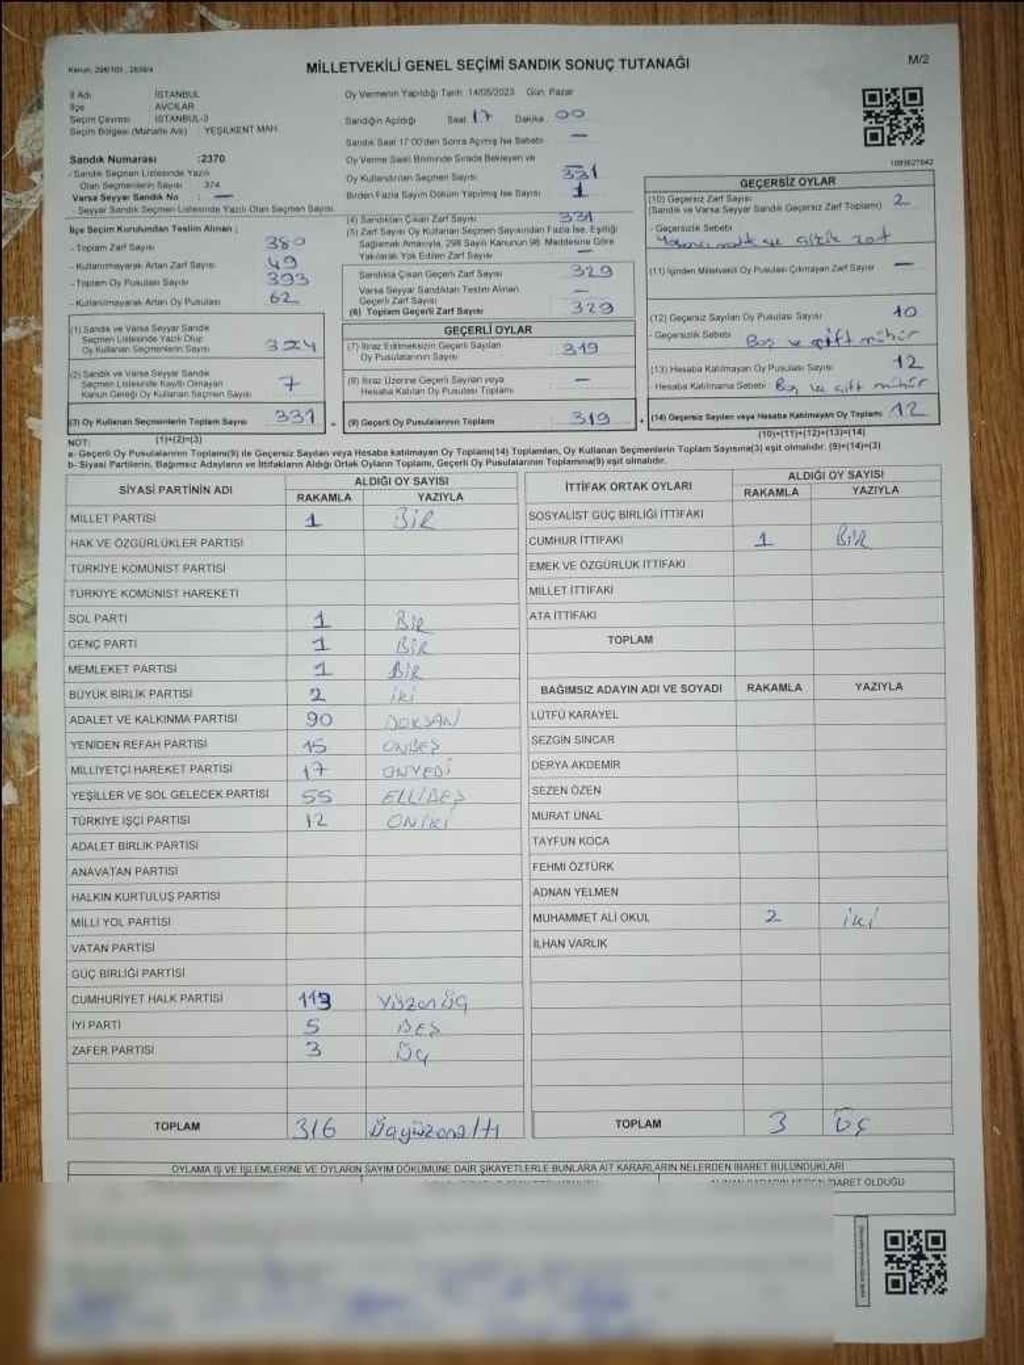 Kanun: 298/101, 2839/4
MİLLETVEKİLİ GENEL SEÇİMİ SANDIK SONUÇ TUTANAĞI
M/2
İl Adı İSTANBUL
İlçe AVCILAR
Seçim Çevresi İSTANBUL-3
Seçim Bölgesi (Mahalle Adı) YEŞİLKENT MAH.
Oy Vermenin Yapıldığı Tarih :14/05/2023 Gün: Pazar
Sandığın Açıldığı Saat 17 Dakika 00
Sandık Saat 17:00'den Sonra Açılmış İse Sebebi —
Sandık Numarası :2370
- Sandık Seçmen Listesinde Yazılı
Olan Seçmenlerin Sayısı 374
Varsa Seyyar Sandık No : —
- Seyyar Sandık Seçmen Listesinde Yazılı Olan Seçmen Sayısı
Oy Verme Saati Bitiminde Sırada Bekleyen ve
Oy Kullandırılan Seçmen Sayısı 331
Birden Fazla Sayım Döküm Yapılmış İse Sayısı 1
İlçe Seçim Kurulundan Teslim Alınan :
- Toplam Zarf Sayısı 380
- Kullanılmayarak Artan Zarf Sayısı 49
- Toplam Oy Pusulası Sayısı 393
- Kullanılmayarak Artan Oy Pusulası 62
(4) Sandıktan Çıkan Zarf Sayısı 331
(5) Zarf Sayısı Oy Kullanan Seçmen Sayısından Fazla İse, Eşitliği
Sağlamak Amacıyla, 298 Sayılı Kanunun 98. Maddesine Göre
Yakılarak Yok Edilen Zarf Sayısı —
Sandıkta Çıkan Geçerli Zarf Sayısı 329
Varsa Seyyar Sandıktan Teslim Alınan
Geçerli Zarf Sayısı —
(6) Toplam Geçerli Zarf Sayısı 329
GEÇERSİZ OYLAR
(10) Geçersiz Zarf Sayısı
(Sandık ve Varsa Seyyar Sandık Geçersiz Zarf Toplamı) 2
- Geçersizlik Sebebi
(11) İçinden Milletvekili Oy Pusulası Çıkmayan Zarf Sayısı —
(12) Geçersiz Sayılan Oy Pusulası Sayısı 10
- Geçersizlik Sebebi Boş ve çift mühür
(13) Hesaba Katılmayan Oy Pusulası Sayısı 12
- Hesaba Katılmama Sebebi Boş ve çift mühür
(14) Geçersiz Sayılan veya Hesaba Katılmayan Oy Toplamı 12
(10)+(11)+(12)+(13)=(14)
(1) Sandık ve Varsa Seyyar Sandık
Seçmen Listesinde Yazılı Olup
Oy Kullanan Seçmenlerin Sayısı 324
(2) Sandık ve Varsa Seyyar Sandık
Seçmen Listesinde Kayıtlı Olmayan
Kanun Gereği Oy Kullanan Seçmen Sayısı 7
(3) Oy Kullanan Seçmenlerin Toplam Sayısı 331
(1)+(2)=(3)
GEÇERLİ OYLAR
(7) İtiraz Edilmeksizin Geçerli Sayılan
Oy Pusulalarının Sayısı 319
(8) İtiraz Üzerine Geçerli Sayılan veya
Hesaba Katılan Oy Pusulası Toplamı —
(9) Geçerli Oy Pusulalarının Toplamı 319
NOT:
a- Geçerli Oy Pusulalarının Toplamı(9) ile Geçersiz Sayılan veya Hesaba katılmayan Oy Toplamı(14) Toplamları, Oy Kullanan Seçmenlerin Toplam Sayısına(3) eşit olmalıdır. (9)+(14)=(3)
b- Siyasi Partilerin, Bağımsız Adayların ve İttifakların Aldığı Ortak Oyların Toplamı, Geçerli Oy Pusulalarının Toplamına(9) eşit olmalıdır.
SİYASİ PARTİNİN ADI ALDIĞI OY SAYISI
RAKAMLA YAZIYLA
MİLLET PARTİSİ 1 BİR
HAK VE ÖZGÜRLÜKLER PARTİSİ
TÜRKİYE KOMÜNİST PARTİSİ
TÜRKİYE KOMÜNİST HAREKETİ
SOL PARTİ 1 BİR
GENÇ PARTİ 1 BİR
MEMLEKET PARTİSİ 1 BİR
BÜYÜK BİRLİK PARTİSİ 2 iki
ADALET VE KALKINMA PARTİSİ 90 DOKSAN
YENİDEN REFAH PARTİSİ 15 ONBEŞ
MİLLİYETÇİ HAREKET PARTİSİ 17 ONYEDİ
YEŞİLLER VE SOL GELECEK PARTİSİ 55 ELLİBEŞ
TÜRKİYE İŞÇİ PARTİSİ 12 ONİKİ
ADALET BİRLİK PARTİSİ
ANAVATAN PARTİSİ
HALKIN KURTULUŞ PARTİSİ
MİLLİ YOL PARTİSİ
VATAN PARTİSİ
GÜÇ BİRLİĞİ PARTİSİ
CUMHURİYET HALK PARTİSİ 113 Yüzonüç
İYİ PARTİ 5 BEŞ
ZAFER PARTİSİ 3 Üç
TOPLAM 316 Üçyüzonaltı
İTTİFAK ORTAK OYLARI ALDIĞI OY SAYISI
RAKAMLA YAZIYLA
SOSYALİST GÜÇ BİRLİĞİ İTTİFAKI
CUMHUR İTTİFAKI 1 BİR
EMEK VE ÖZGÜRLÜK İTTİFAKI
MİLLET İTTİFAKI
ATA İTTİFAKI
TOPLAM
BAĞIMSIZ ADAYIN ADI VE SOYADI RAKAMLA YAZIYLA
LÜTFÜ KARAYEL
SEZGİN SİNCAR
DERYA AKDEMİR
SEZEN ÖZEN
MURAT ÜNAL
TAYFUN KOCA
FEHMİ ÖZTÜRK
ADNAN YELMEN
MUHAMMET ALİ OKUL 2 iki
İLHAN VARLIK
TOPLAM 3 ÜÇ
OYLAMA İŞ VE İŞLEMLERİNE VE OYLARIN SAYIM DÖKÜMÜNE DAİR ŞİKAYETLERLE BUNLARA AİT KARARLARIN NELERDEN İBARET BULUNDUKLARI